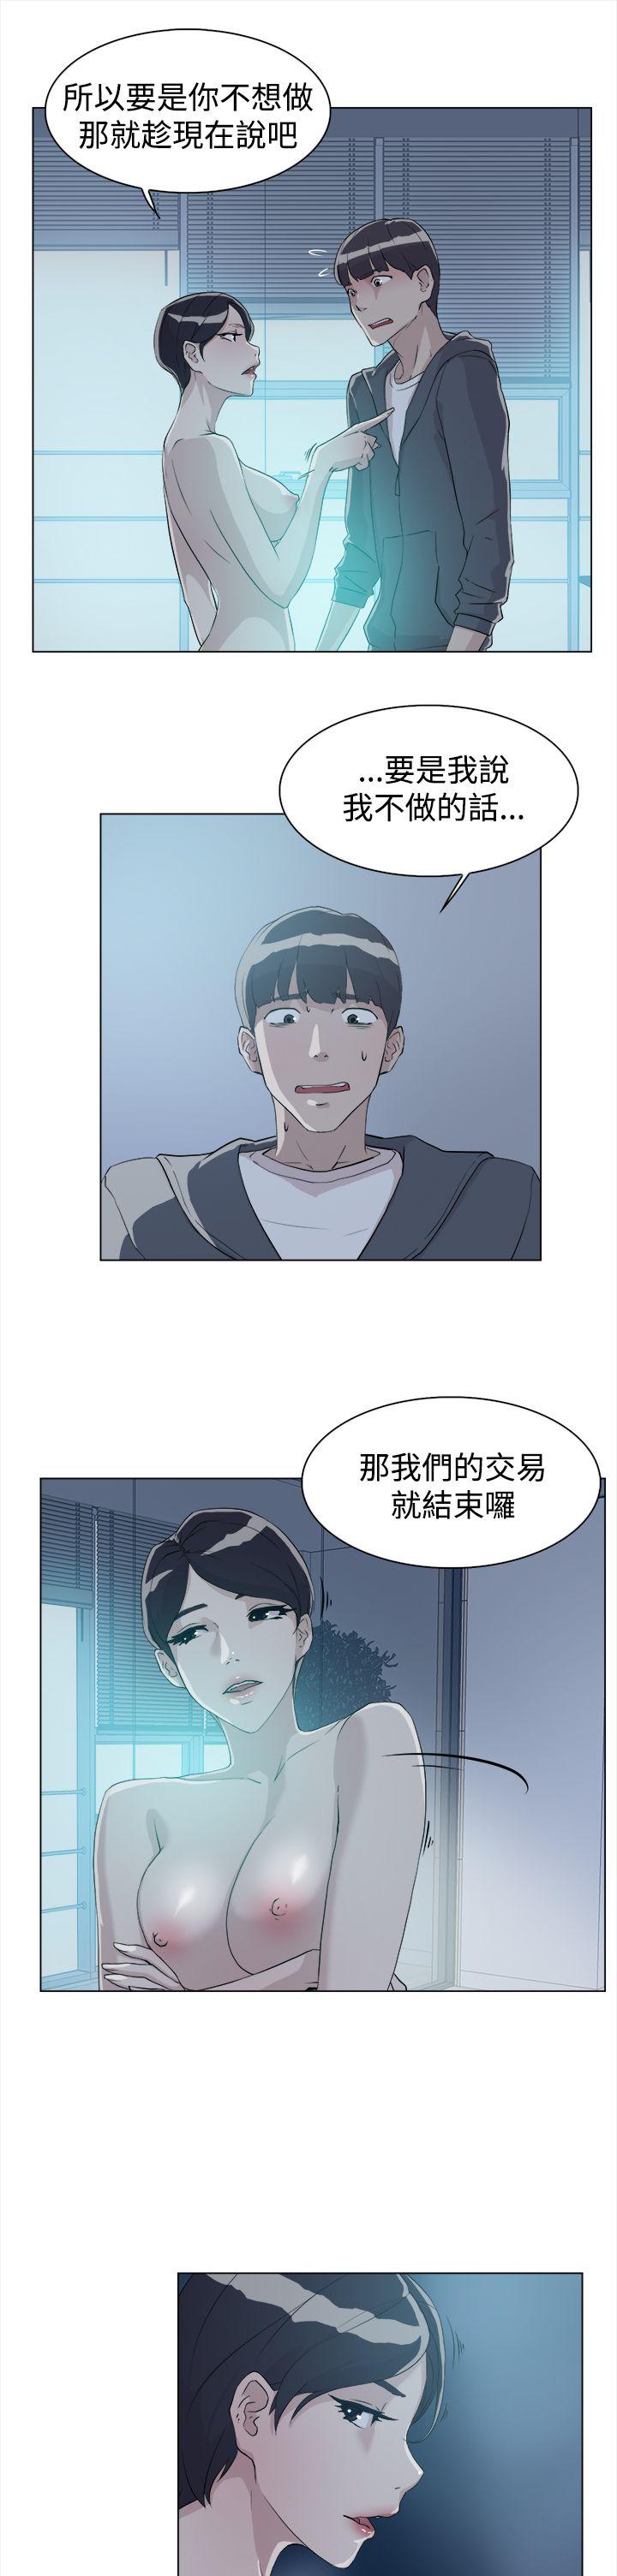 所以要是你不想做
那就趁現在說吧
...要是我說
我不做的話...
那我們的交易
就結束囉